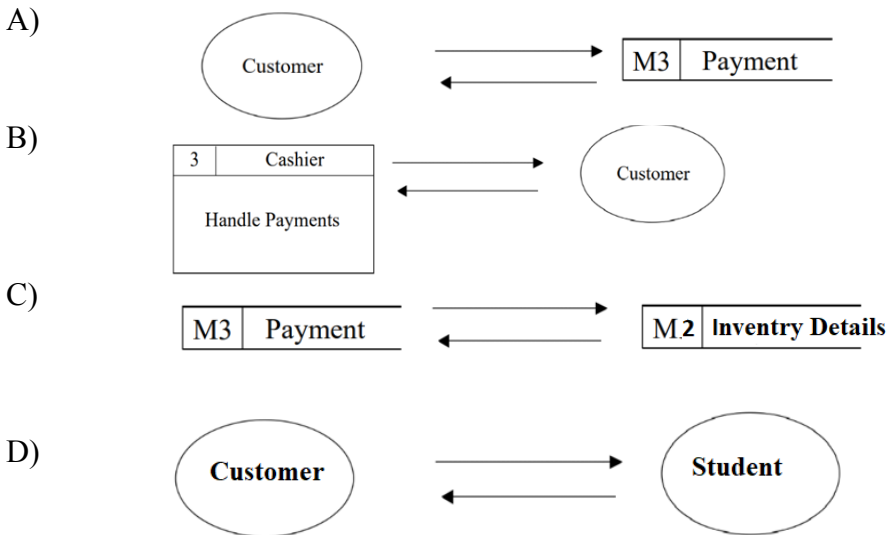 A)
Customer
M3 Payment
B)
3 Cashier
Handle Payments
Customer
C)
M3 Payment
M.2 Inventry Details
D)
Customer
Student